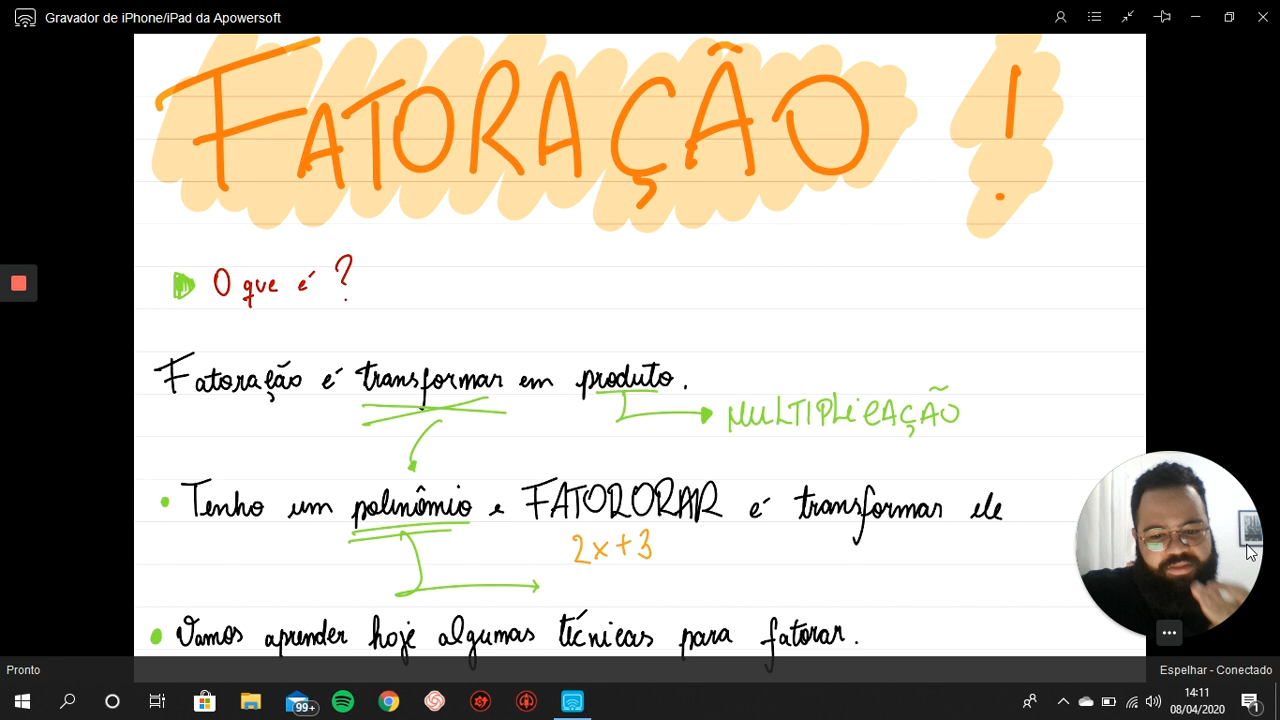 Gravador de iPhone/iPad da Apowersoft
FATORAÇÃO !
O que é ?
Fatoração é transformar em produto.
MULTIPLICAÇÃO
Tenho um polinômio e FATORORAR é transformar ele
2x+3
Vamos aprender hoje algumas técnicas para fatorar.
Pronto
Espelhar - Conectado
99+
14:11
08/04/2020
1